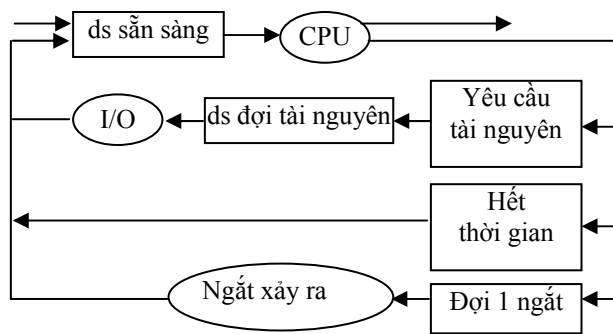 ds sẵn sàng
CPU
I/O
ds đợi tài nguyên
Yêu cầu
tài nguyên
Hết
thời gian
Ngắt xảy ra
Đợi 1 ngắt